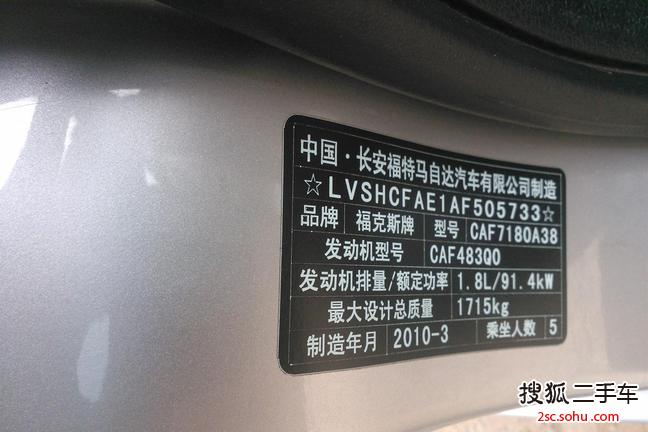 中国·长安福特马自达汽车有限公司制造
☆LVSHCFAE1AF505733☆
品牌 福克斯牌 型号 CAF7180A38
发动机型号 CAF483Q0
发动机排量/额定功率 1.8L/91.4kW
最大设计总质量 1715kg
制造年月 2010-3 乘坐人数 5
搜狐二手车
2sc.sohu.com